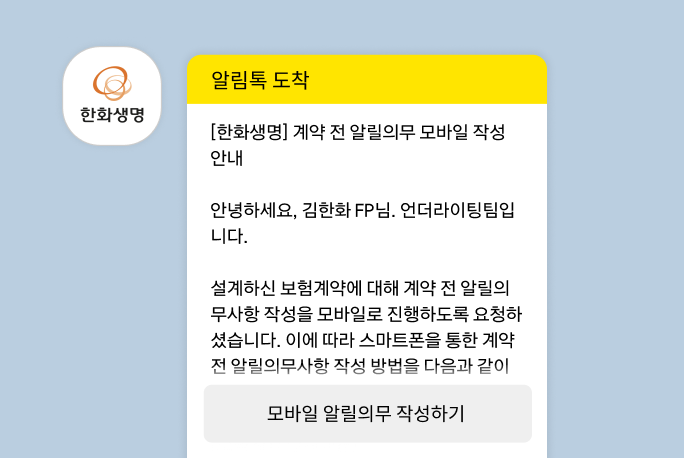 한화생명
알림톡 도착
[한화생명] 계약 전 알릴의무 모바일 작성
안내
안녕하세요, 김한화 FP님. 언더라이팅팀입
니다.
설계하신 보험계약에 대해 계약 전 알릴의
무사항 작성을 모바일로 진행하도록 요청하
셨습니다. 이에 따라 스마트폰을 통한 계약
전 알릴의무사항 작성 방법을 다음과 같이
모바일 알릴의무 작성하기